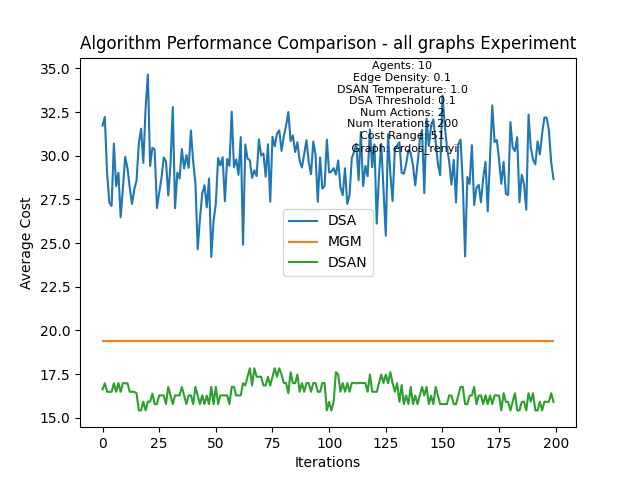 Algorithm Performance Comparison - all graphs Experiment
Agents: 10
Edge Density: 0.1
DSAN Temperature: 1.0
DSA Threshold: 0.1
Num Actions: 2
Num Iterations: 200
Cost Range: 51
Graph: erdos_renyi
35.0
32.5
30.0
27.5
25.0
22.5
20.0
17.5
15.0
Average Cost
DSA
MGM
DSAN
0 25 50 75 100 125 150 175 200
Iterations